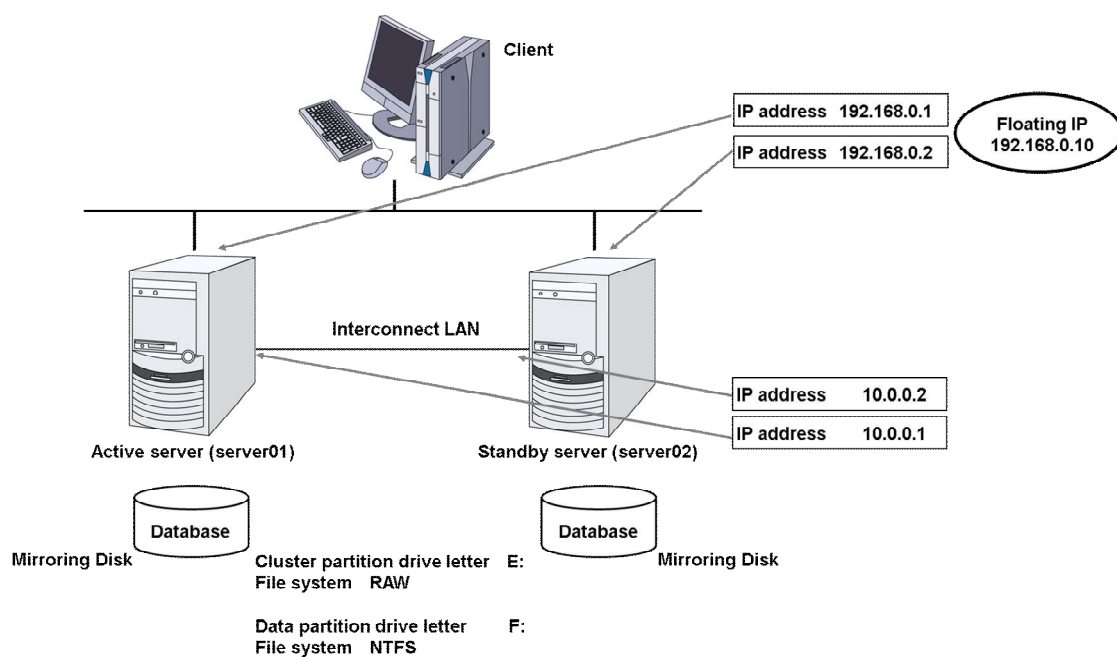 Client
IP address 192.168.0.1
IP address 192.168.0.2
Floating IP
192.168.0.10
Interconnect LAN
IP address 10.0.0.2
IP address 10.0.0.1
Active server (server01)
Standby server (server02)
Database
Database
Mirroring Disk
Mirroring Disk
Cluster partition drive letter E:
File system RAW
Data partition drive letter F:
File system NTFS